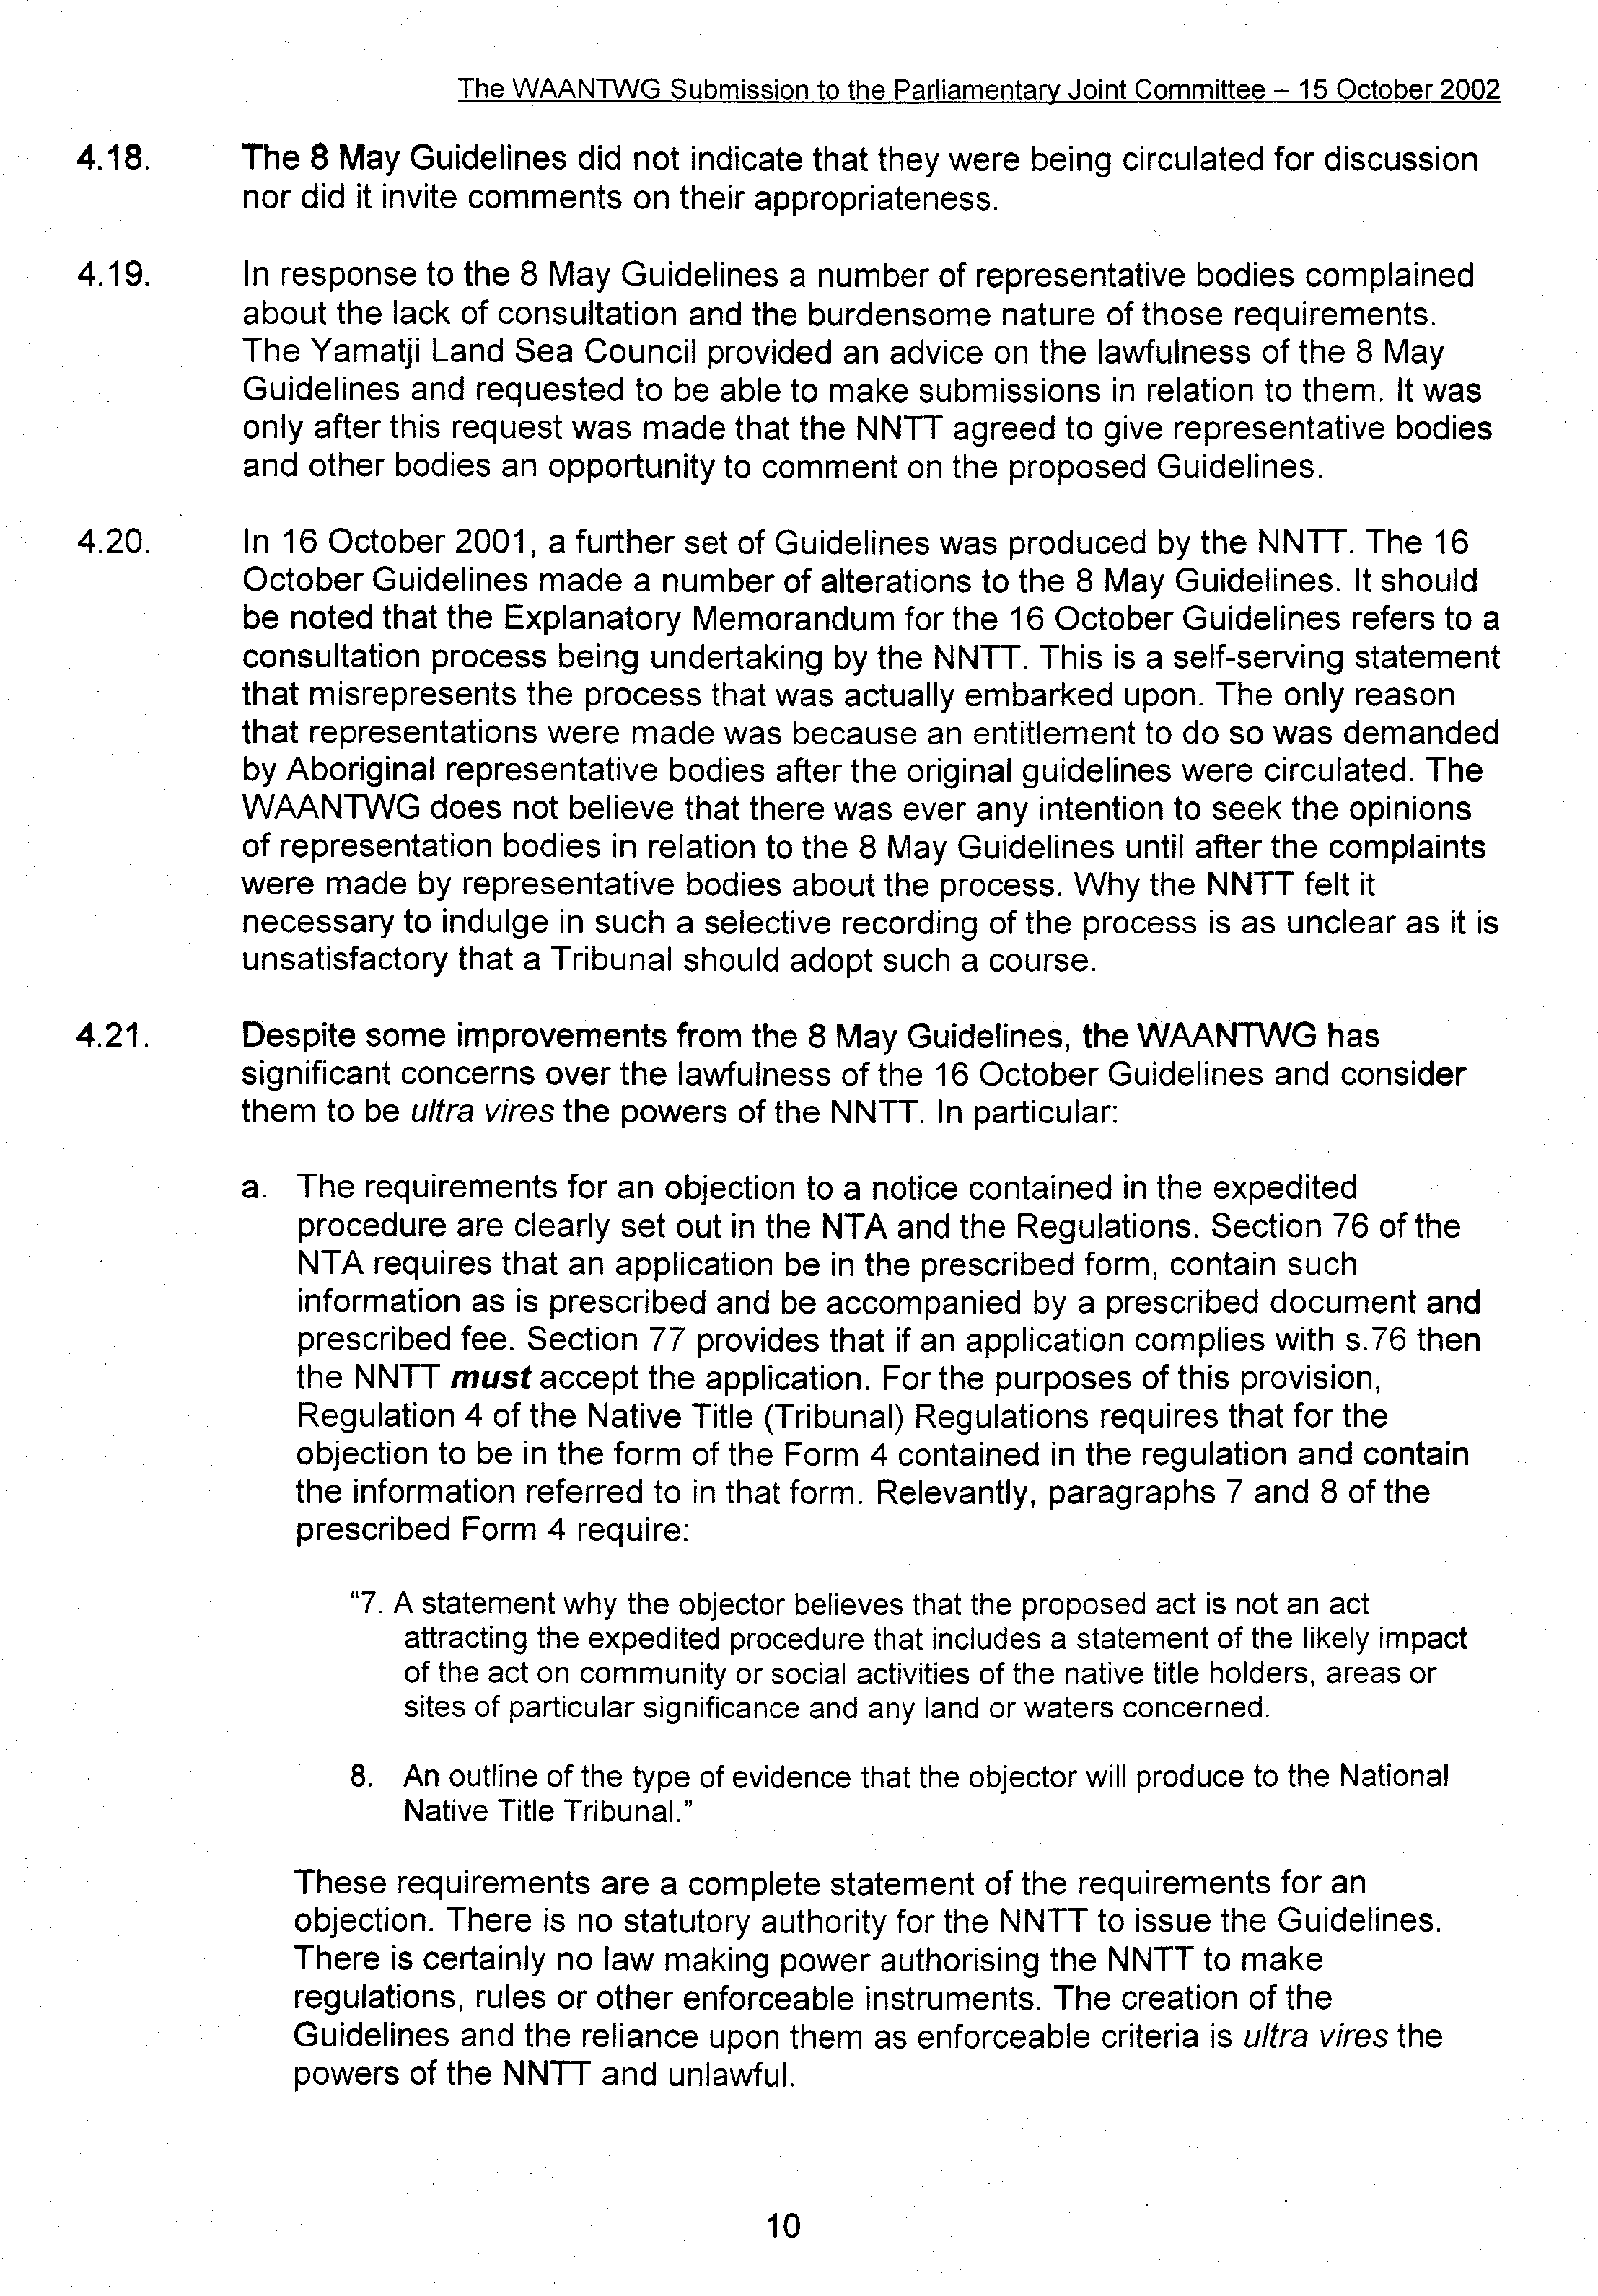 The WAANTWG Submission to the Parliamentary Joint Committee – 15 October 2002
4.18. The 8 May Guidelines did not indicate that they were being circulated for discussion
nor did it invite comments on their appropriateness.
4.19. In response to the 8 May Guidelines a number of representative bodies complained
about the lack of consultation and the burdensome nature of those requirements.
The Yamatji Land Sea Council provided an advice on the lawfulness of the 8 May
Guidelines and requested to be able to make submissions in relation to them. It was
only after this request was made that the NNTT agreed to give representative bodies
and other bodies an opportunity to comment on the proposed Guidelines.
4.20. In 16 October 2001, a further set of Guidelines was produced by the NNTT. The 16
October Guidelines made a number of alterations to the 8 May Guidelines. It should
be noted that the Explanatory Memorandum for the 16 October Guidelines refers to a
consultation process being undertaking by the NNTT. This is a self-serving statement
that misrepresents the process that was actually embarked upon. The only reason
that representations were made was because an entitlement to do so was demanded
by Aboriginal representative bodies after the original guidelines were circulated. The
WAANTWG does not believe that there was ever any intention to seek the opinions
of representation bodies in relation to the 8 May Guidelines until after the complaints
were made by representative bodies about the process. Why the NNTT felt it
necessary to indulge in such a selective recording of the process is as unclear as it is
unsatisfactory that a Tribunal should adopt such a course.
4.21. Despite some improvements from the 8 May Guidelines, the WAANTWG has
significant concerns over the lawfulness of the 16 October Guidelines and consider
them to be ultra vires the powers of the NNTT. In particular:
a. The requirements for an objection to a notice contained in the expedited
procedure are clearly set out in the NTA and the Regulations. Section 76 of the
NTA requires that an application be in the prescribed form, contain such
information as is prescribed and be accompanied by a prescribed document and
prescribed fee. Section 77 provides that if an application complies with s.76 then
the NNTT must accept the application. For the purposes of this provision,
Regulation 4 of the Native Title (Tribunal) Regulations requires that for the
objection to be in the form of the Form 4 contained in the regulation and contain
the information referred to in that form. Relevantly, paragraphs 7 and 8 of the
prescribed Form 4 require:
“7. A statement why the objector believes that the proposed act is not an act
attracting the expedited procedure that includes a statement of the likely impact
of the act on community or social activities of the native title holders, areas or
sites of particular significance and any land or waters concerned.
8. An outline of the type of evidence that the objector will produce to the National
Native Title Tribunal.”
These requirements are a complete statement of the requirements for an
objection. There is no statutory authority for the NNTT to issue the Guidelines.
There is certainly no law making power authorising the NNTT to make
regulations, rules or other enforceable instruments. The creation of the
Guidelines and the reliance upon them as enforceable criteria is ultra vires the
powers of the NNTT and unlawful.
10